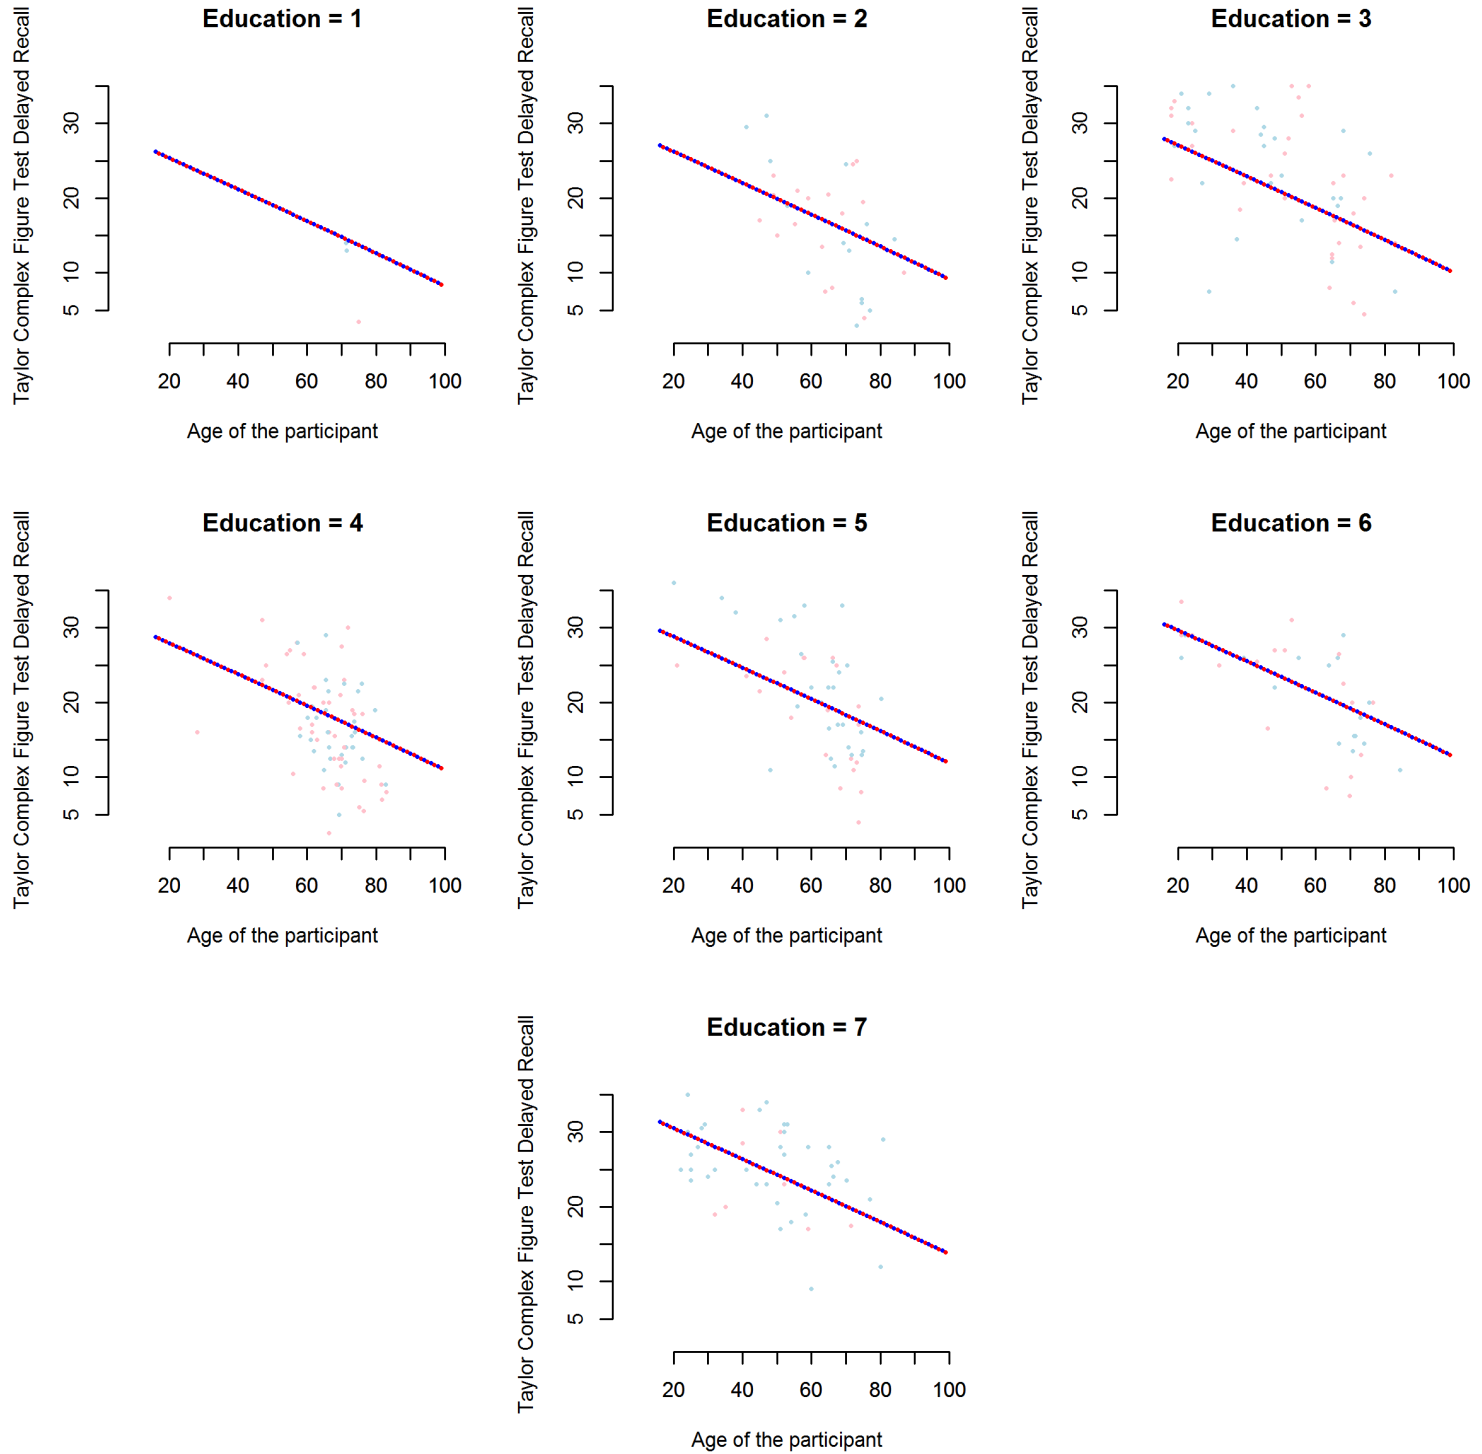 Education = 1
Taylor Complex Figure Test Delayed Recall
30
20
10
5
20 40 60 80 100
Age of the participant
Education = 2
Taylor Complex Figure Test Delayed Recall
30
20
10
5
20 40 60 80 100
Age of the participant
Education = 3
Taylor Complex Figure Test Delayed Recall
30
20
10
5
20 40 60 80 100
Age of the participant
Education = 4
Taylor Complex Figure Test Delayed Recall
30
20
10
5
20 40 60 80 100
Age of the participant
Education = 5
Taylor Complex Figure Test Delayed Recall
30
20
10
5
20 40 60 80 100
Age of the participant
Education = 6
Taylor Complex Figure Test Delayed Recall
30
20
10
5
20 40 60 80 100
Age of the participant
Education = 7
Taylor Complex Figure Test Delayed Recall
30
20
10
5
20 40 60 80 100
Age of the participant